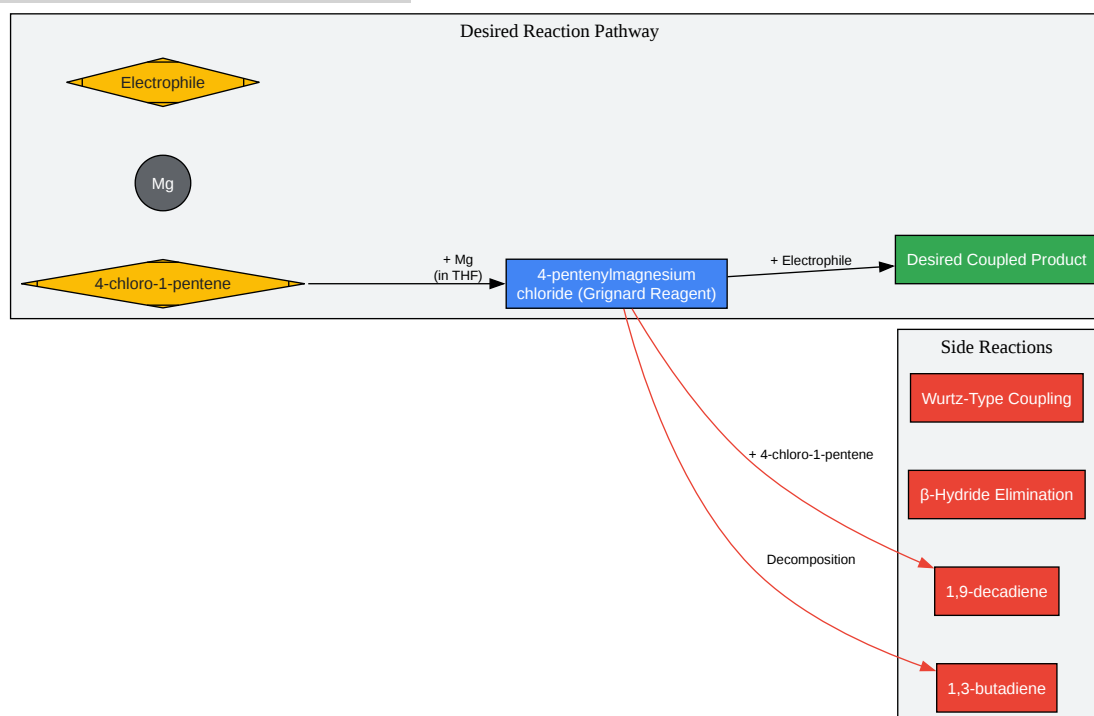 Desired Reaction Pathway
Electrophile
Mg
4-chloro-1-pentene
+ Mg
(in THF)
4-pentenylmagnesium
chloride (Grignard Reagent)
+ Electrophile
Desired Coupled Product
Side Reactions
Wurtz-Type Coupling
+ 4-chloro-1-pentene
β-Hydride Elimination
Decomposition
1,9-decadiene
1,3-butadiene